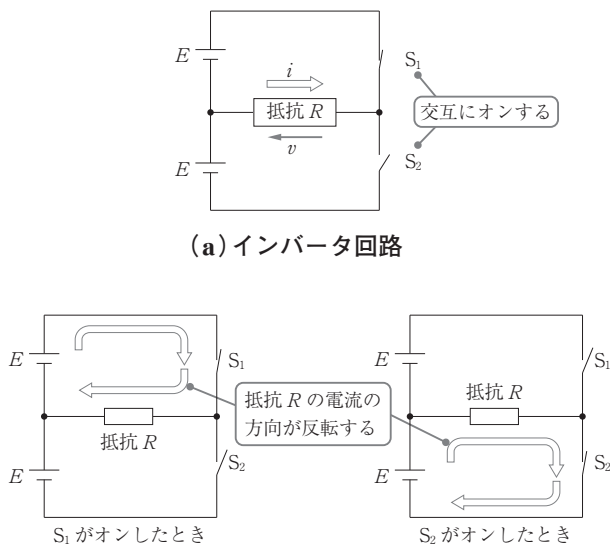 E
i
S1
抵抗 R
交互にオンする
v
E
S2
(a)インバータ回路
E
S1
抵抗 R
E
S2
S1 がオンしたとき
抵抗 R の電流の
方向が反転する
E
S1
抵抗 R
E
S2
S2 がオンしたとき